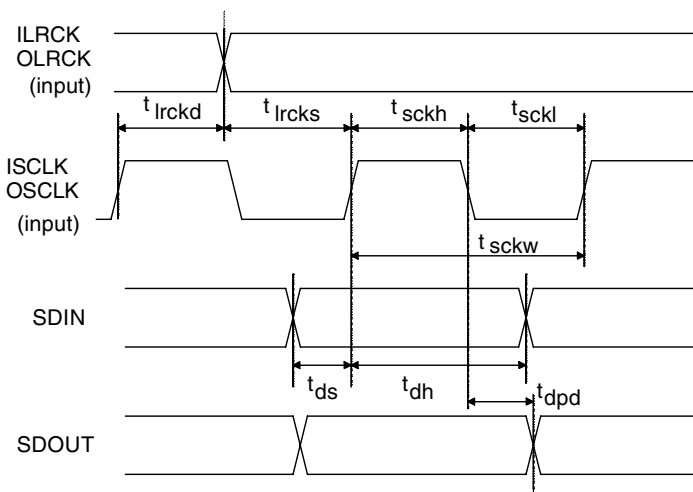 ILRCK
OLRCK
(input)
t lrckd
t lrcks
t sckh
t sckl
ISCLK
OSCLK
(input)
t sckw
SDIN
t ds
t dh
t dpd
SDOUT